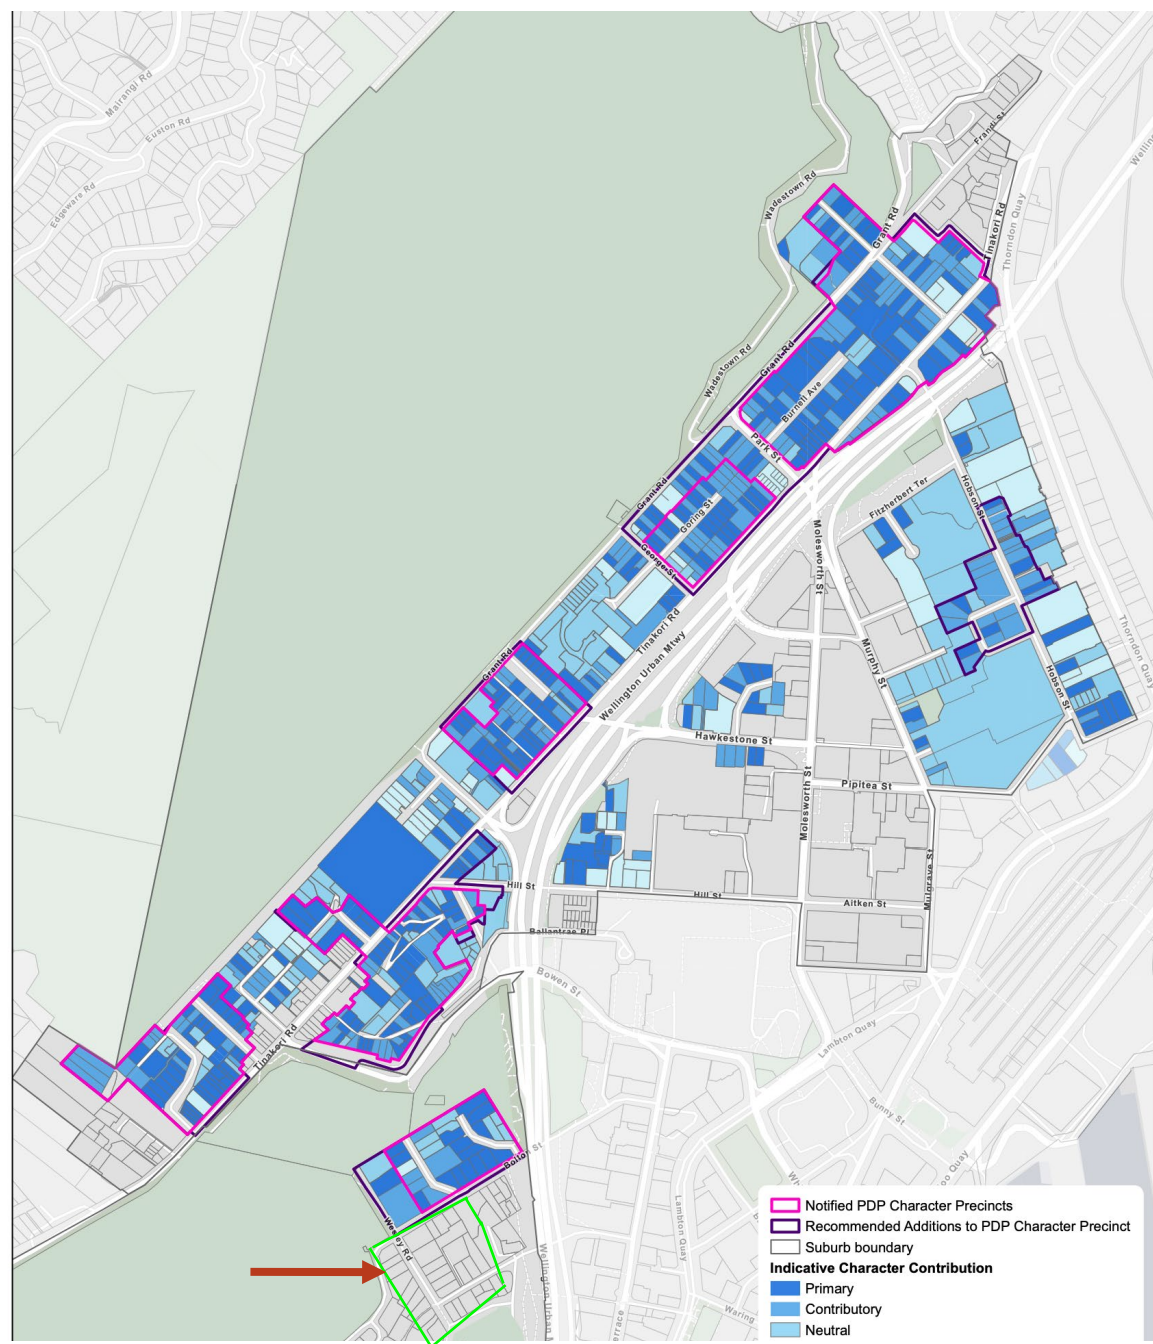 Mairangi Rd
Euston Rd
Edgeware Rd
Frandi St
Wadestown Rd
Grant Rd
Tinakori Rd
Thorndon Quay
Wadestown Rd
Grant Rd
Burnell Ave
Park St
Grant Rd
Goring St
George St
Fitzherbert Ter
Hobson St
Molesworth St
Murphy St
Tinakori Rd
Wellington Urban Mtwy
Grant Rd
Thorndon Quay
Hobson St
Hawkestone St
Pipitea St
Molesworth St
Mulgrave St
Hill St
Hill St
Aitken St
Ballantrae Pl
Bowen St
Tinakori Rd
Lambton Quay
Bunny St
Bolton St
Wesley Rd
Lambton Quay
Wellington Urban
Waring
Notified PDP Character Precincts
Recommended Additions to PDP Character Precinct
Suburb boundary
Indicative Character Contribution
Primary
Contributory
Neutral